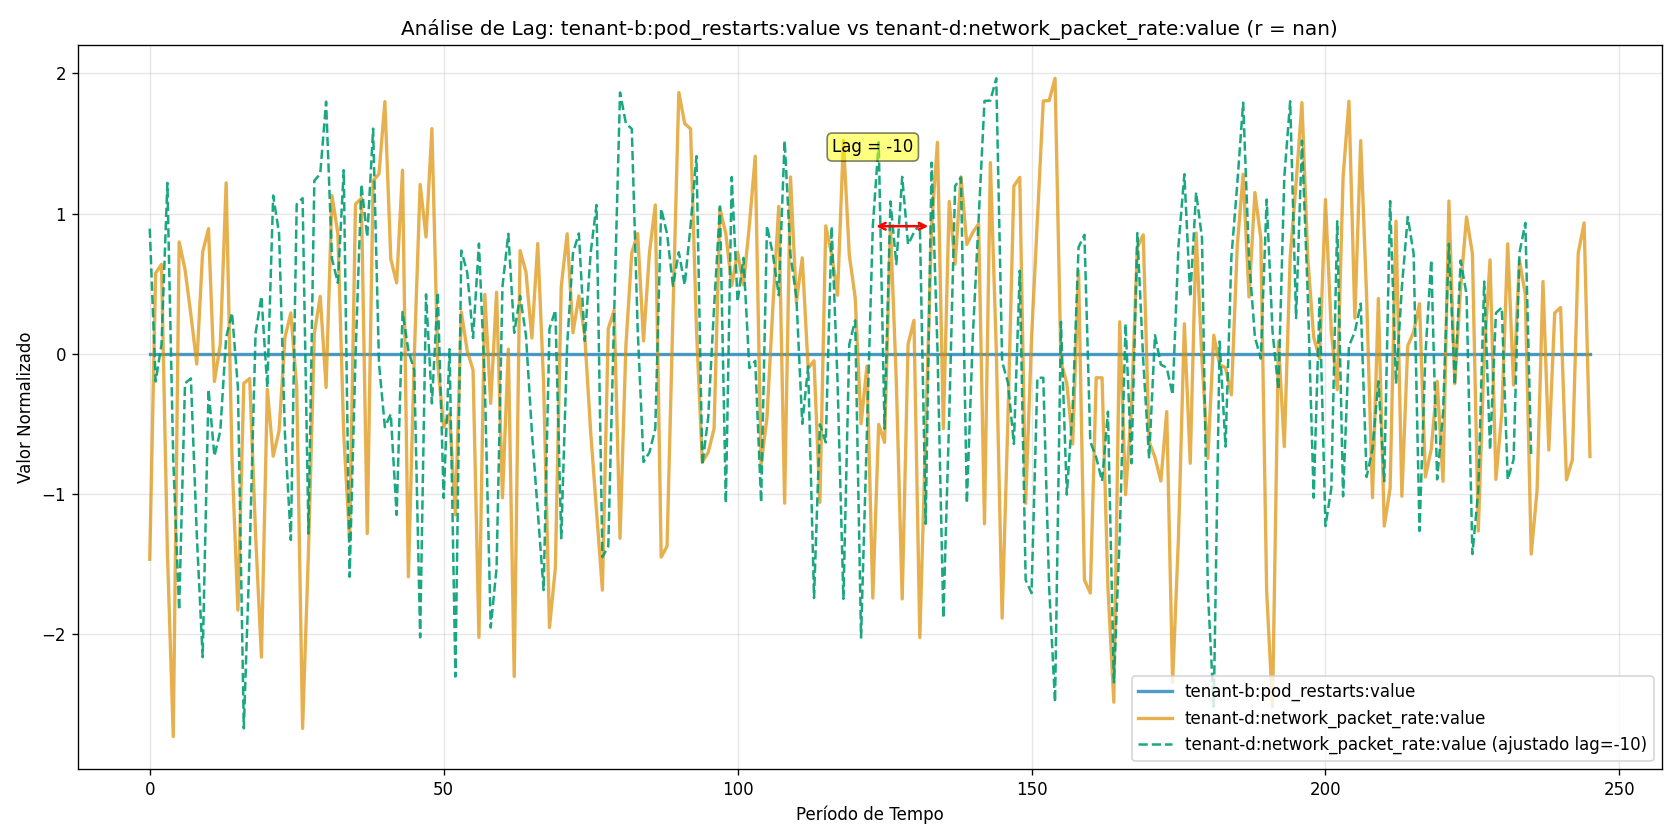 Análise de Lag: tenant-b:pod_restarts:value vs tenant-d:network_packet_rate:value (r = nan)
Valor Normalizado
2
1
0
−1
−2
Lag = -10
tenant-b:pod_restarts:value
tenant-d:network_packet_rate:value
tenant-d:network_packet_rate:value (ajustado lag=-10)
0 50 100 150 200 250
Período de Tempo